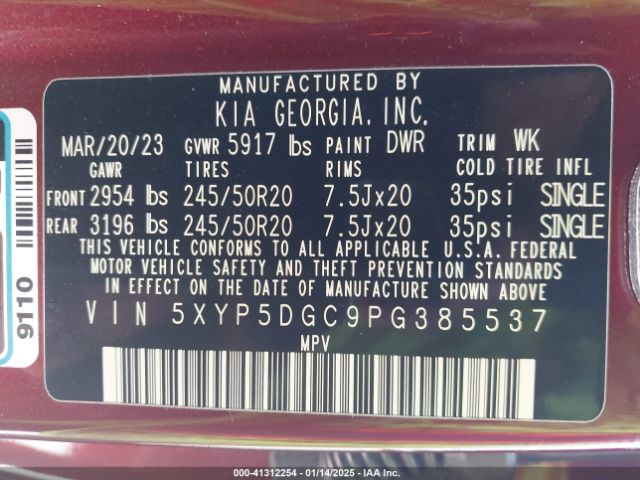 MANUFACTURED BY
KIA GEORGIA, INC.
MAR/20/23 GVWR 5917 lbs PAINT DWR TRIM WK
GAWR TIRES RIMS COLD TIRE INFL
FRONT 2954 lbs 245/50R20 7.5Jx20 35psi SINGLE
REAR 3196 lbs 245/50R20 7.5Jx20 35psi SINGLE
THIS VEHICLE CONFORMS TO ALL APPLICABLE U.S.A. FEDERAL
MOTOR VEHICLE SAFETY AND THEFT PREVENTION STANDARDS
IN EFFECT ON THE DATE OF MANUFACTURE SHOWN ABOVE.
VIN 5XYP5DGC9PG385537
MPV
9110
000-41312254 - 01/14/2025 - IAA Inc.